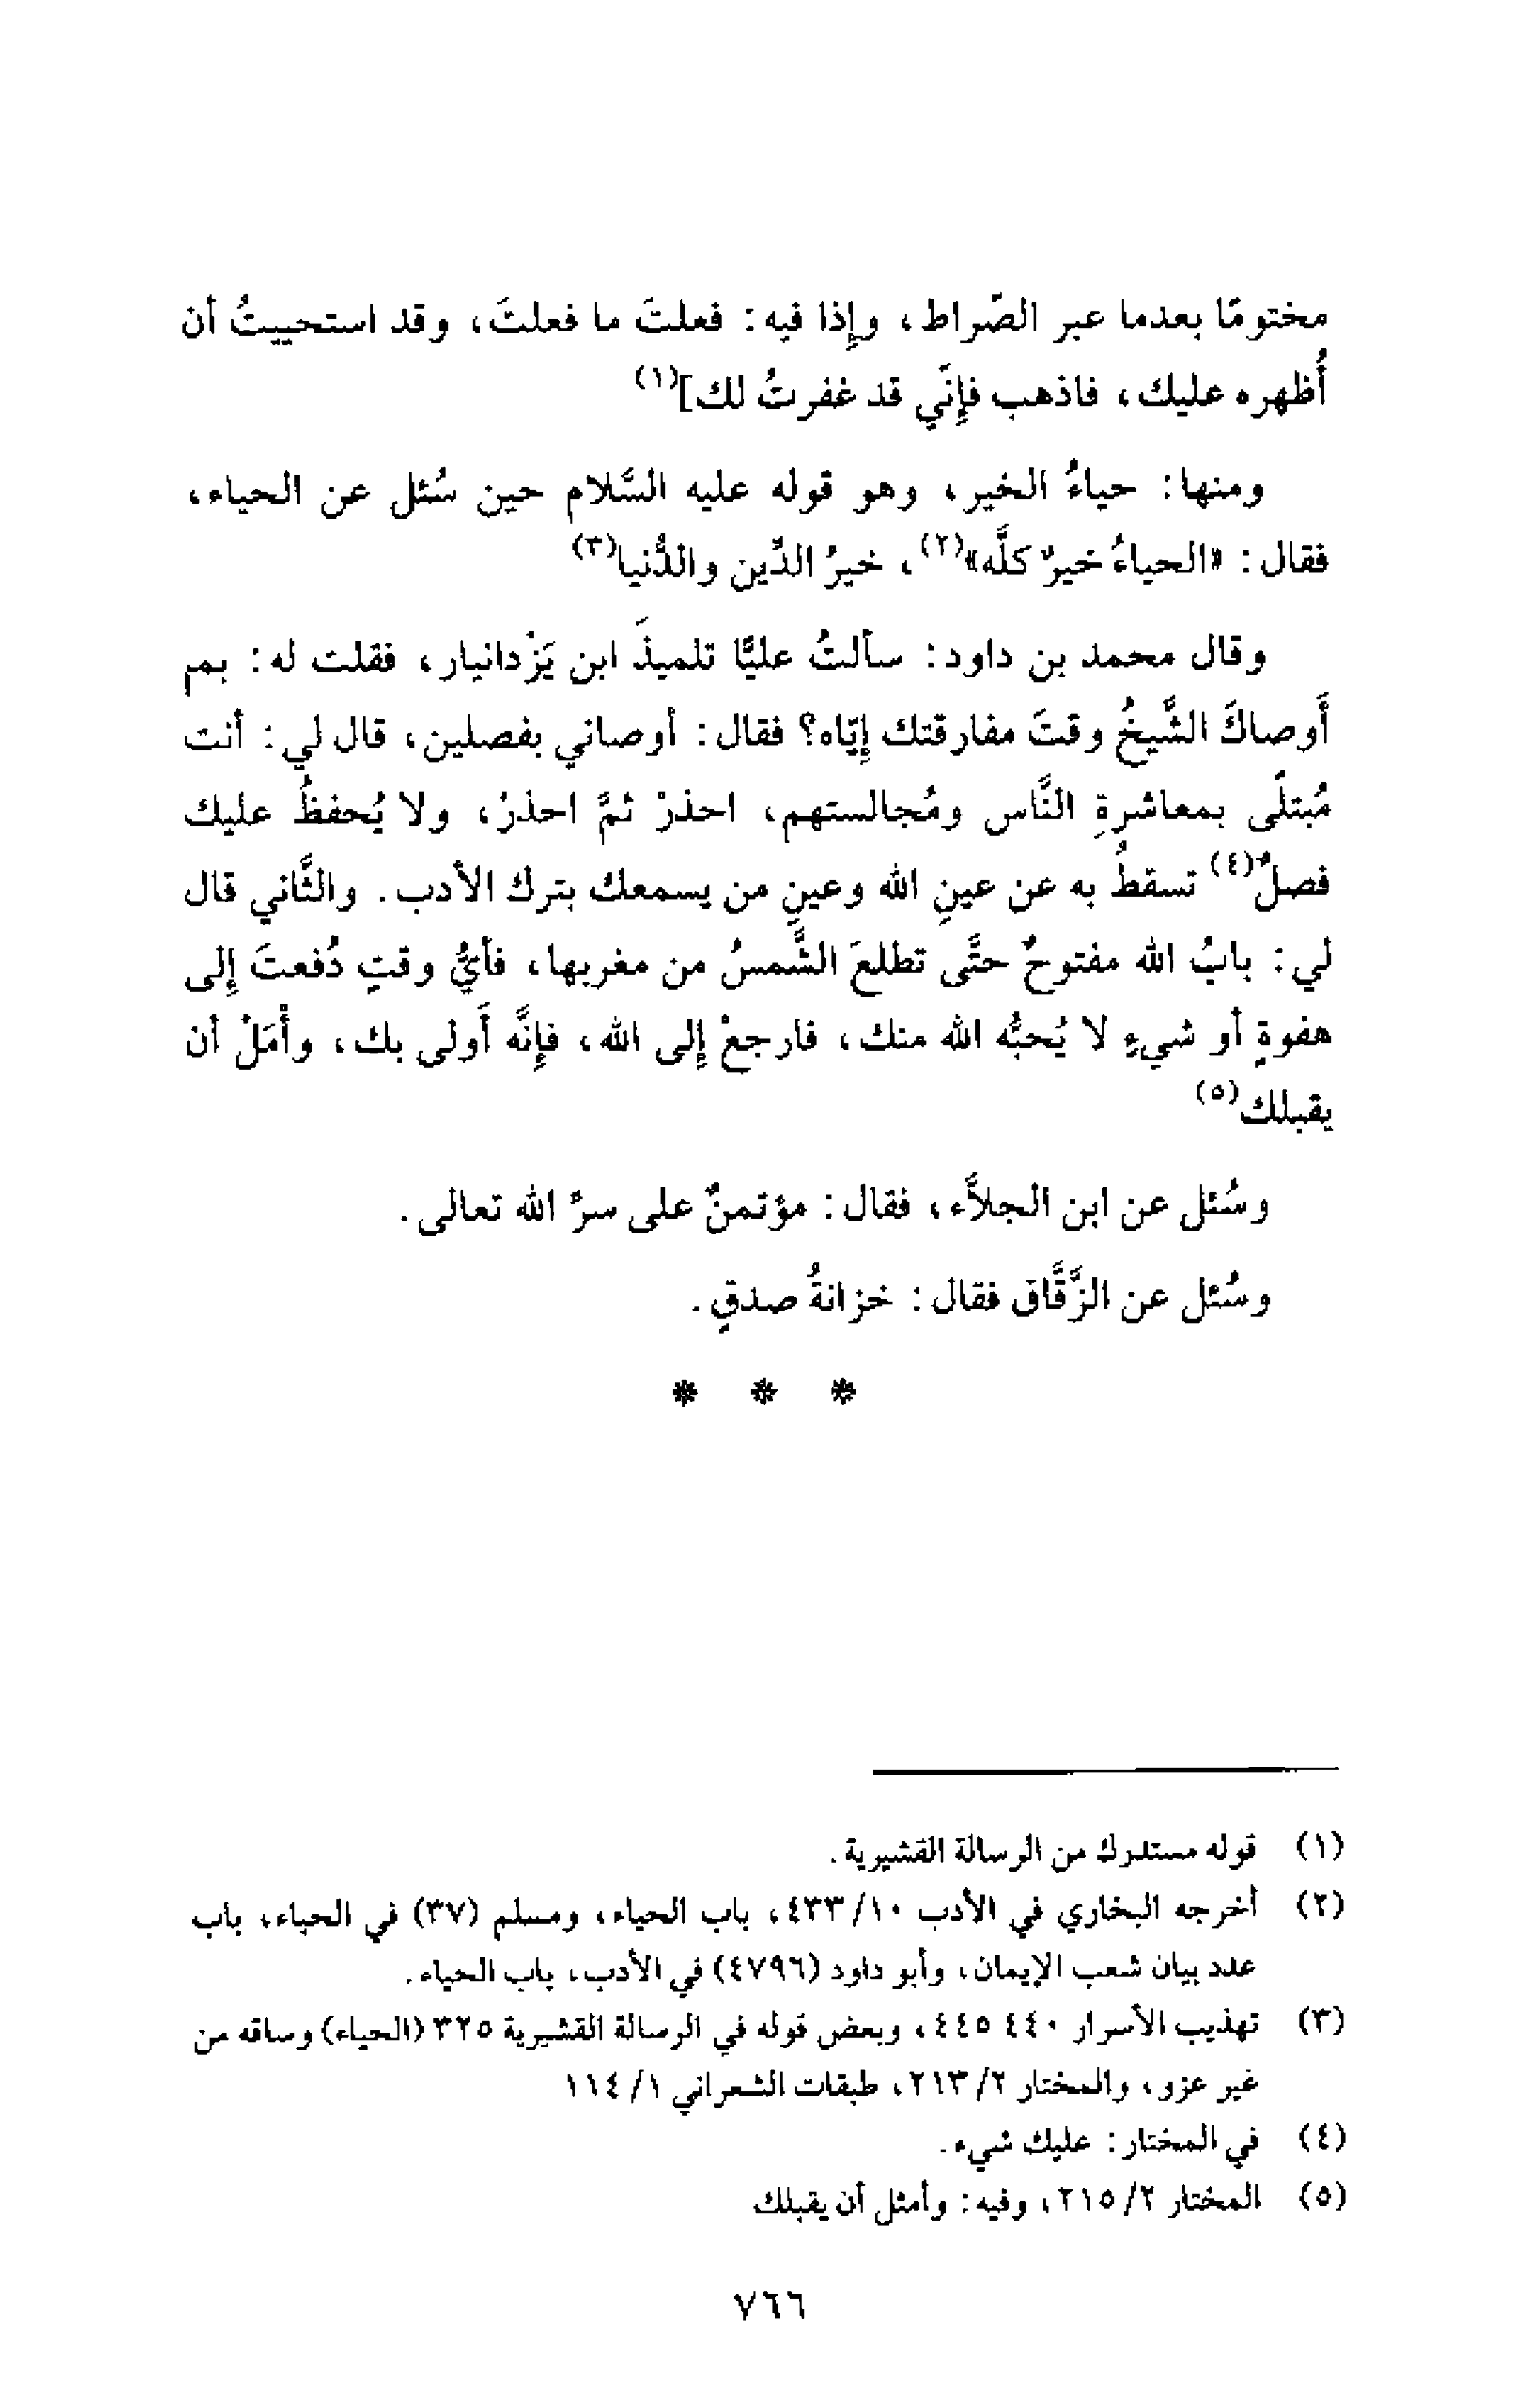 مختومًا بعدما عبر الصِّراط، وإِذا فيه: فعلتَ ما فعلتَ، وقد استحييتُ أن
أُظهره عليك، فاذهب فإِنِّي قد غفرتُ لك](١)
ومنها: حياءُ الخير، وهو قوله عليه السَّلام حين سُئل عن الحياء،
فقال: «الحياءُ خيرٌ كلَّه»(٢)، خيرُ الدِّين والدُّنيا(٣)
وقال محمد بن داود: سألتُ عليًّا تلميذَ ابن يَزْدانيار، فقلت له: بم
أَوصاكَ الشَّيخُ وقتَ مفارقتك إِيَّاه؟ فقال: أوصاني بفصلين، قال لي: أنت
مُبتلًى بمعاشرةِ النَّاس ومُجالستهم، احذرْ ثمَّ احذرْ، ولا يُحفظُ عليك
فصلٌ(٤) تسقطُ به عن عينِ الله وعينِ من يسمعك بترك الأدب. والثَّاني قال
لي: بابُ الله مفتوحٌ حتَّى تطلعَ الشَّمسُ من مغربها، فأيُّ وقتٍ دُفعتَ إِلى
هفوةٍ أو شيءٍ لا يُحبُّه الله منك، فارجعْ إِلى الله، فإِنَّه أَولى بك، وأْمَلْ أن
يقبلك(٥)
وسُئل عن ابن الجلاَّء، فقال: مؤتمنٌ على سرِّ الله تعالى.
وسُئل عن الزَّقَّاق فقال: خزانةُ صدقٍ.
* * *
(١) قوله مستدرك من الرسالة القشيرية.
(٢) أخرجه البخاري في الأدب ٤٣٣/١٠، باب الحياء، ومسلم (٣٧) في الحياء، باب
عدد بيان شعب الإيمان، وأبو داود (٤٧٩٦) في الأدب، باب الحياء.
(٣) تهذيب الأسرار ٤٤٠ ٤٤٥، وبعض قوله في الرسالة القشيرية ٣٢٥ (الحياء) وساقه من
غير عزو، والمختار ٢١٣/٢، طبقات الشعراني ١١٤/١
(٤) في المختار: عليك شيء.
(٥) المختار ٢١٥/٢، وفيه: وأمثل أن يقبلك
٧٦٦